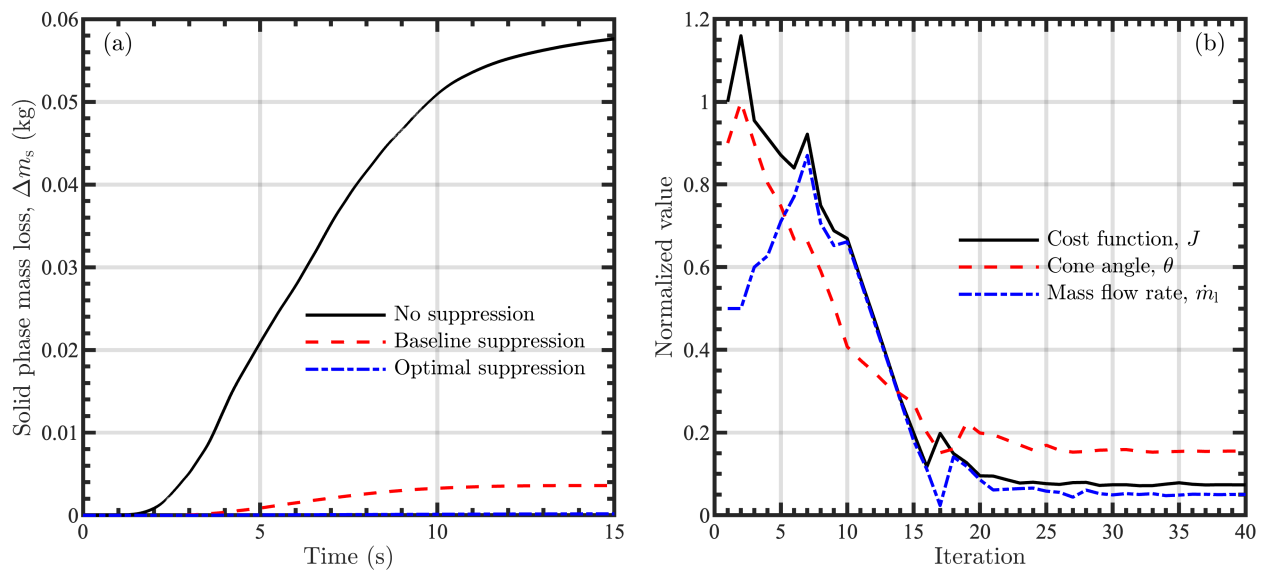 (a)
Solid phase mass loss, Δm_s (kg)
0.06
0.05
0.04
0.03
0.02
0.01
0
No suppression
Baseline suppression
Optimal suppression
0 5 10 15
Time (s)
(b)
Normalized value
1.2
1
0.8
0.6
0.4
0.2
0
Cost function, J
Cone angle, θ
Mass flow rate, ṁ_l
0 5 10 15 20 25 30 35 40
Iteration